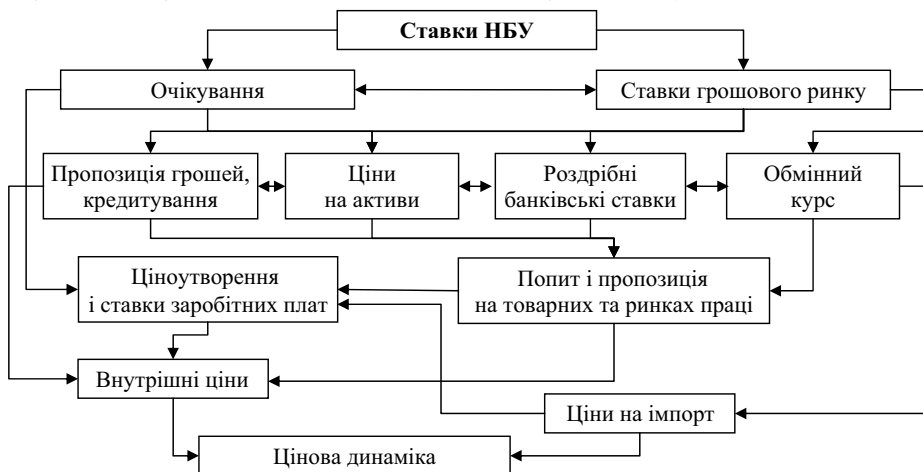 Ставки НБУ
Очікування
Ставки грошового ринку
Пропозиція грошей,
кредитування
Ціни
на активи
Роздрібні
банківські ставки
Обмінний
курс
Ціноутворення
і ставки заробітних плат
Попит і пропозиція
на товарних та ринках праці
Внутрішні ціни
Ціни на імпорт
Цінова динаміка